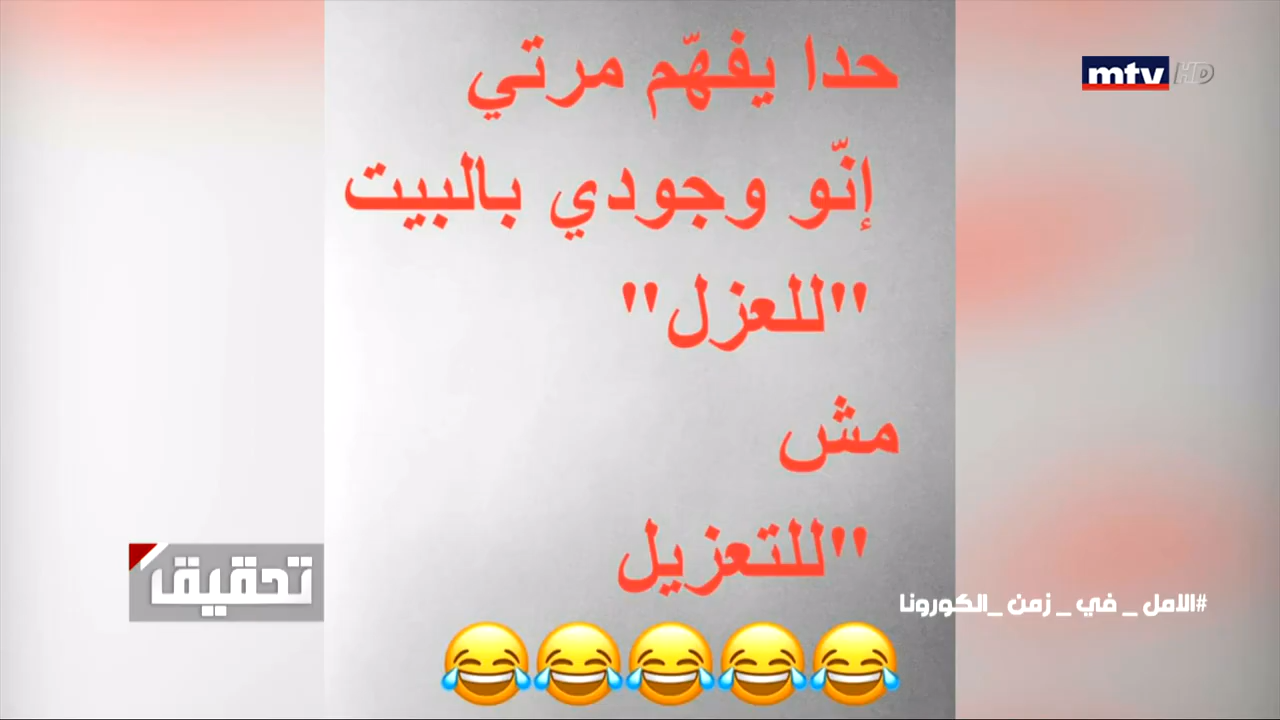 حدا يفهّم مرتي
إنّو وجودي بالبيت
"للعزل"
مش
"للتعزيل
😂😂😂😂😂
mtv HD
تحقيق
#الامل _ في _ زمن _الكورونا